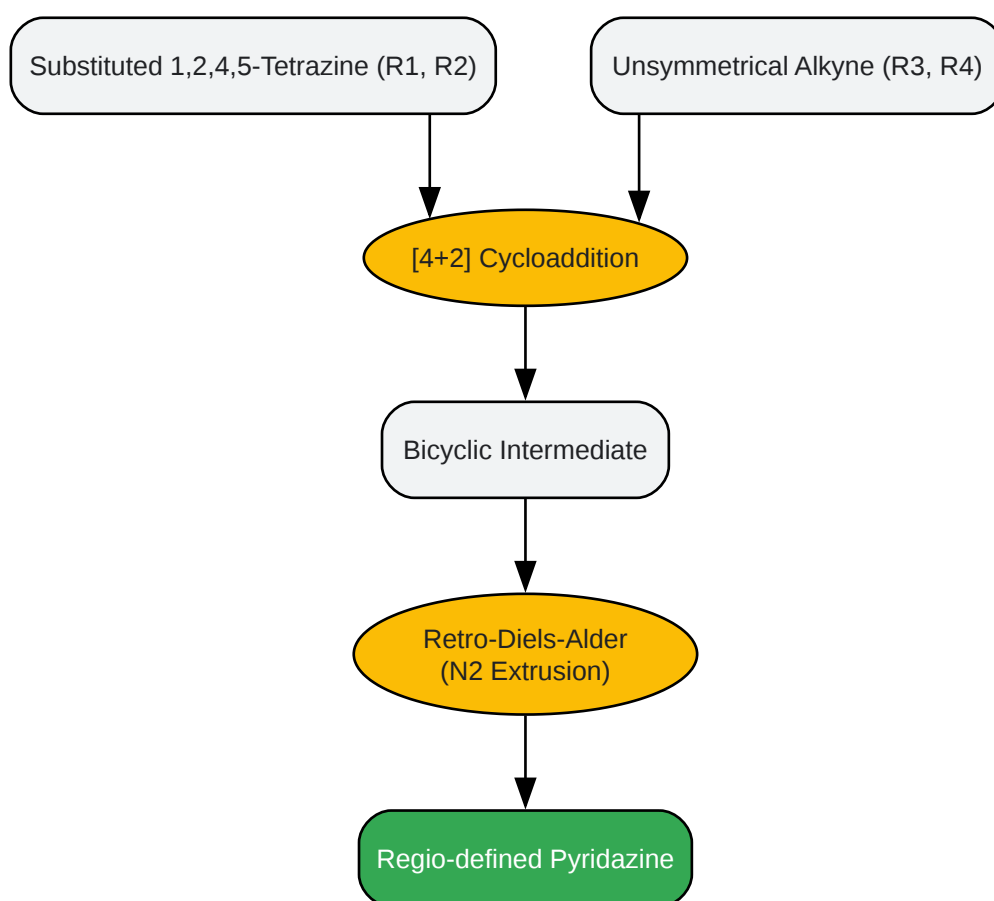 Substituted 1,2,4,5-Tetrazine (R1, R2)
Unsymmetrical Alkyne (R3, R4)
[4+2] Cycloaddition
Bicyclic Intermediate
Retro-Diels-Alder
(N2 Extrusion)
Regio-defined Pyridazine